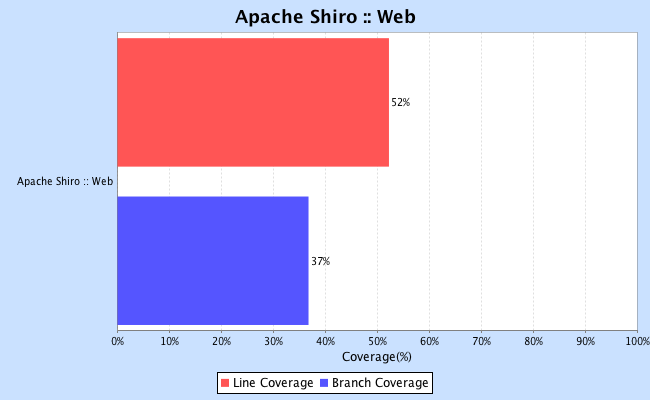 Apache Shiro :: Web
52%
Apache Shiro :: Web
37%
0% 10% 20% 30% 40% 50% 60% 70% 80% 90% 100%
Coverage(%)
Line Coverage Branch Coverage